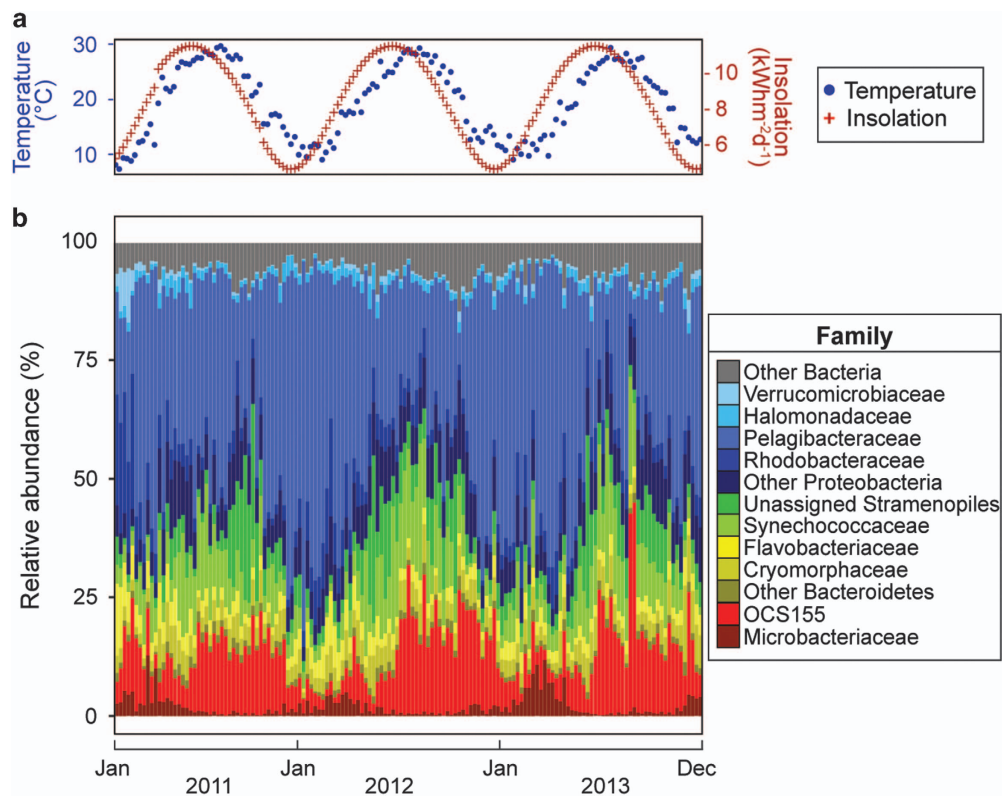 a
Temperature
(°C)
30
20
10
10
8
6
Insolation
(kWhm-2d-1)
Temperature
Insolation
b
Relative abundance (%)
100
75
50
25
0
Jan
Jan
Jan
Dec
2011
2012
2013
Family
Other Bacteria
Verrucomicrobiaceae
Halomonadaceae
Pelagibacteraceae
Rhodobacteraceae
Other Proteobacteria
Unassigned Stramenopiles
Synechococcaceae
Flavobacteriaceae
Cryomorphaceae
Other Bacteroidetes
OCS155
Microbacteriaceae